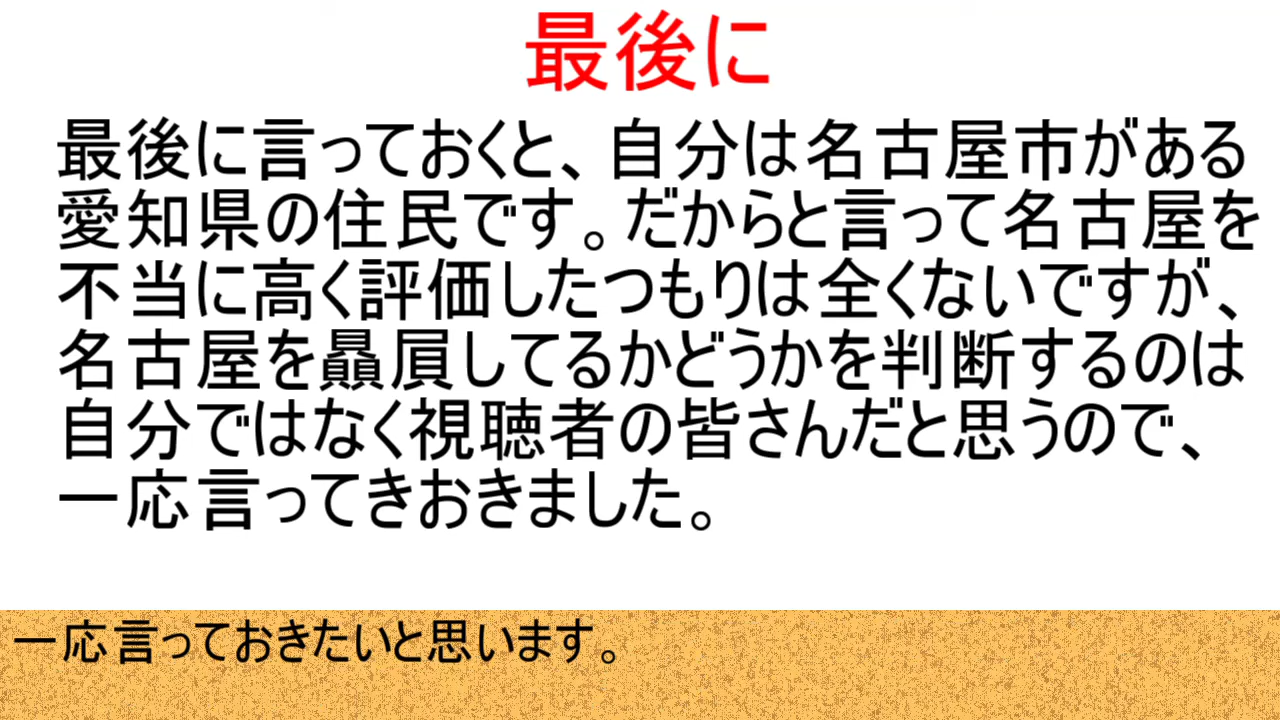 最後に
最後に言っておくと、自分は名古屋市がある
愛知県の住民です。だからと言って名古屋を
不当に高く評価したつもりは全くないですが、
名古屋を贔屓してるかどうかを判断するのは
自分ではなく視聴者の皆さんだと思うので、
一応言ってきおきました。
一応言っておきたいと思います。